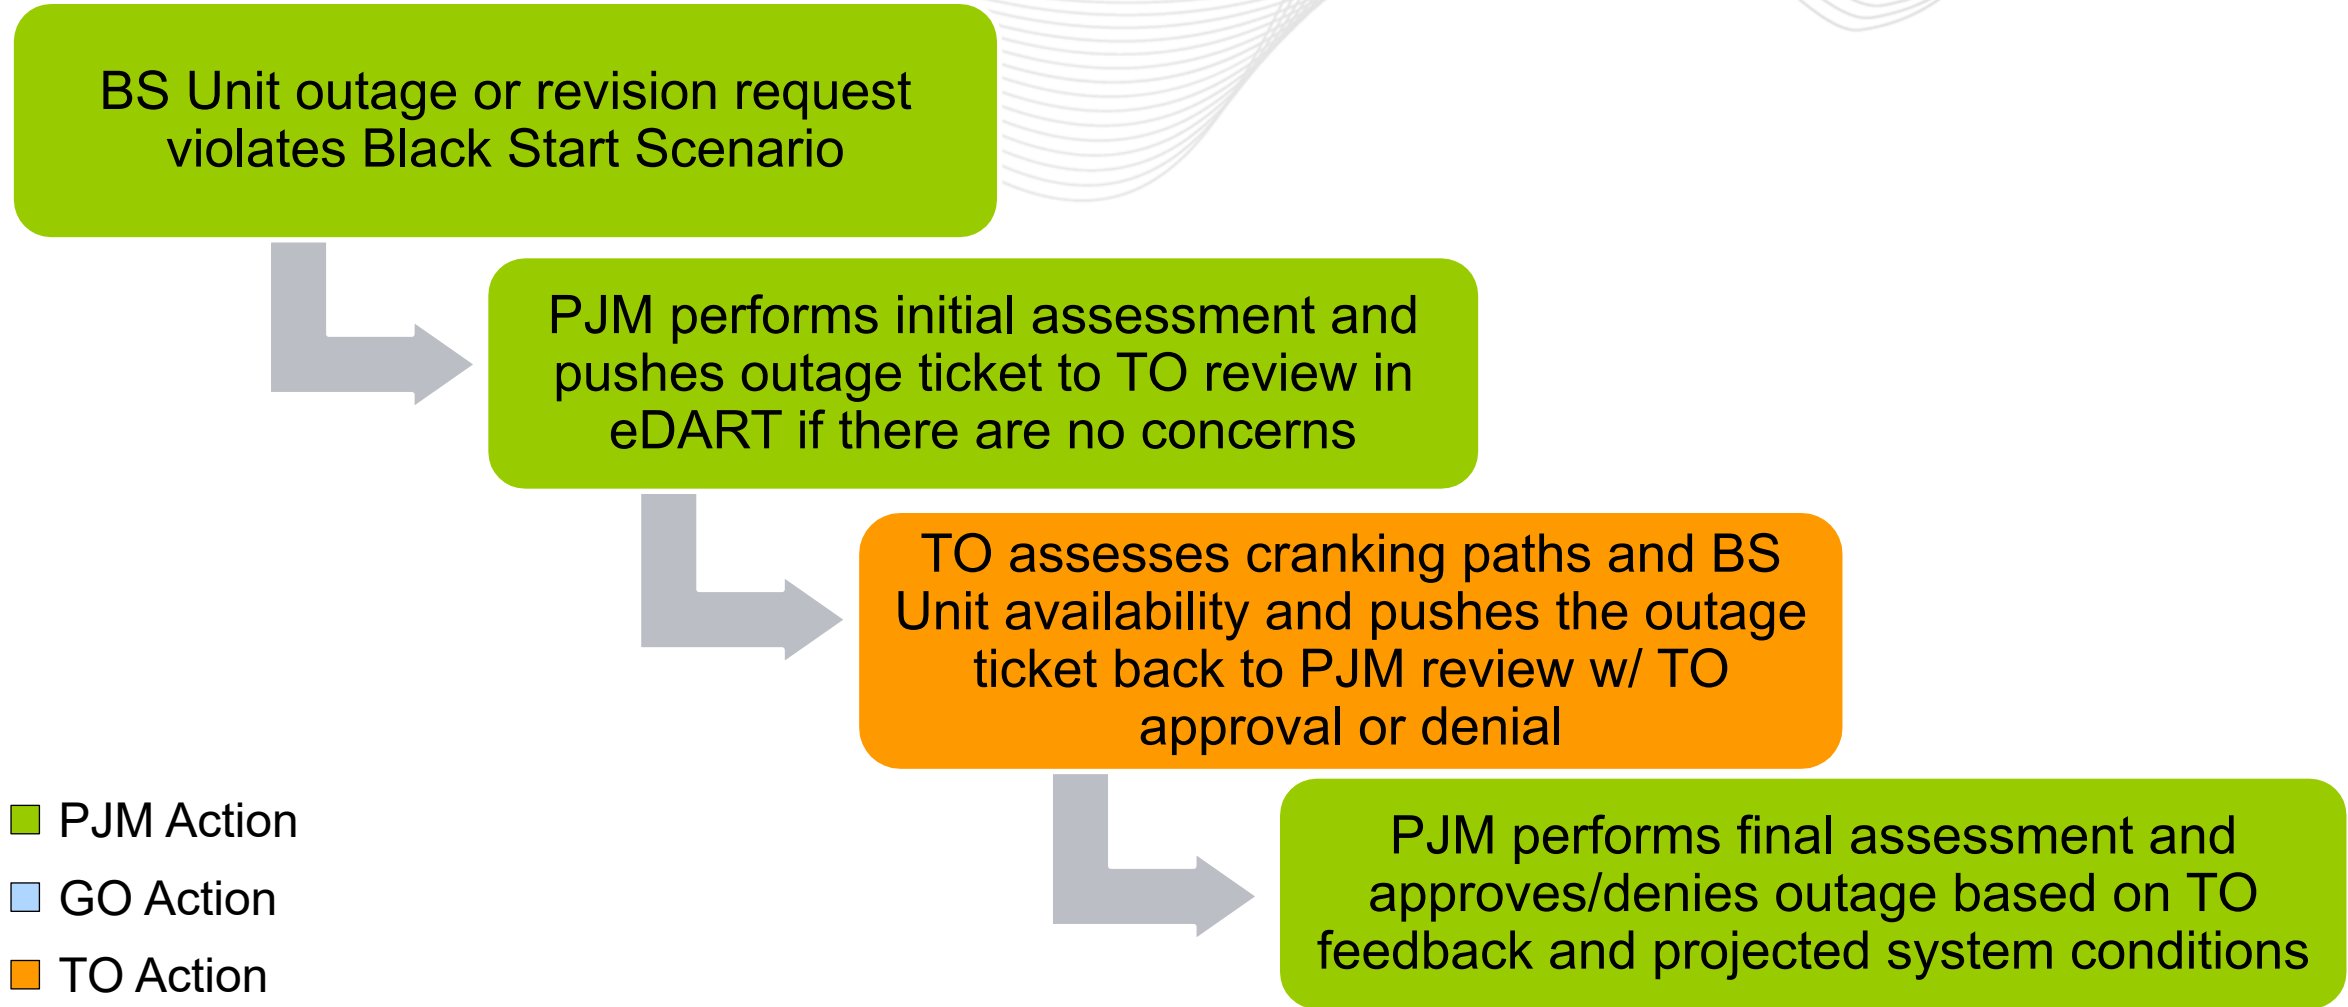 BS Unit outage or revision request
violates Black Start Scenario
PJM performs initial assessment and
pushes outage ticket to TO review in
eDART if there are no concerns
TO assesses cranking paths and BS
Unit availability and pushes the outage
ticket back to PJM review w/ TO
approval or denial
PJM performs final assessment and
approves/denies outage based on TO
feedback and projected system conditions
PJM Action
GO Action
TO Action